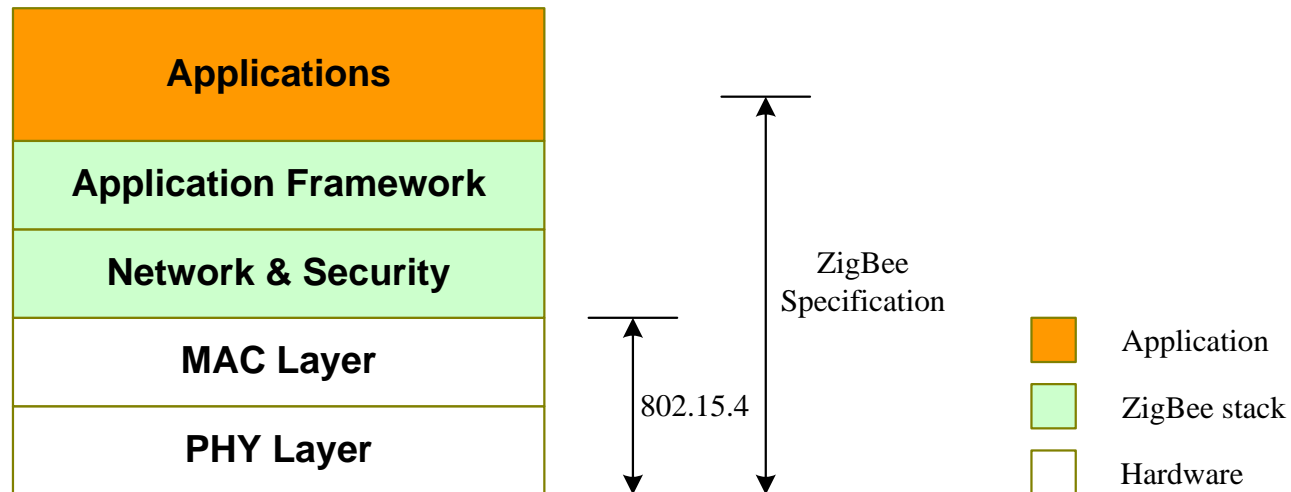 Applications
Application Framework
Network & Security
MAC Layer
PHY Layer
802.15.4
ZigBee
Specification
Application
ZigBee stack
Hardware